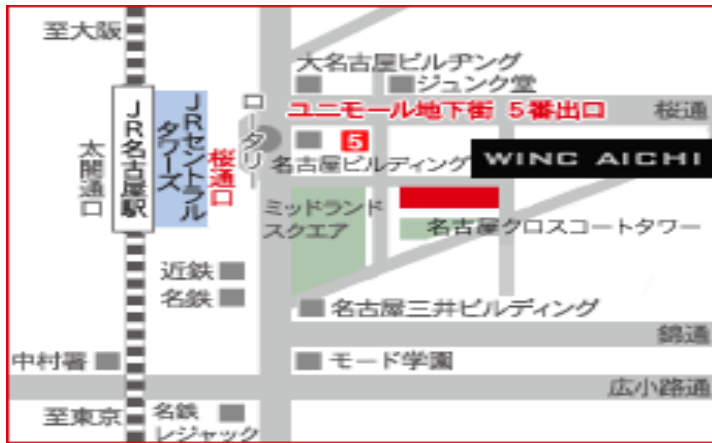 至大阪
大名古屋ビルヂング
ジュンク堂
ユニモール地下街 5番出口
桜通
ロータリー
JRセントラル
タワーズ
JR名古屋駅
太閤通口
桜通口
5
名古屋ビルディング
WINC AICHI
ミッドランド
スクエア
名古屋クロスコートタワー
近鉄
名鉄
名古屋三井ビルディング
錦通
中村署
モード学園
広小路通
至東京
名鉄
レジャック